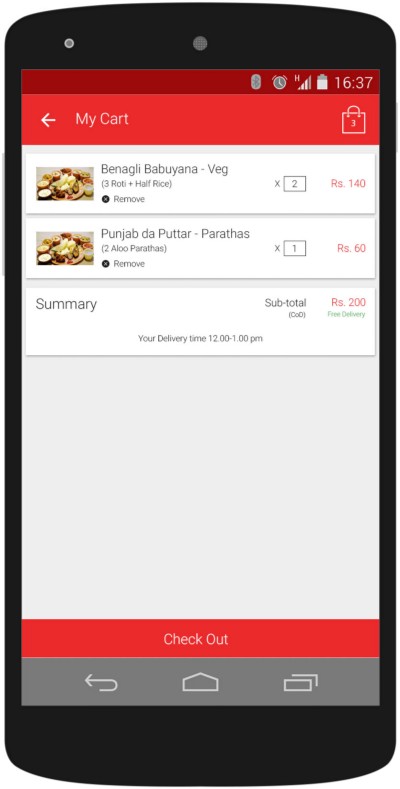 H 16:37
My Cart
3
Benagli Babuyana - Veg
(3 Roti + Half Rice) X 2 Rs. 140
Remove
Punjab da Puttar - Parathas
(2 Aloo Parathas) X 1 Rs. 60
Remove
Summary Sub-total Rs. 200
(CoD) Free Delivery
Your Delivery time 12.00-1.00 pm
Check Out